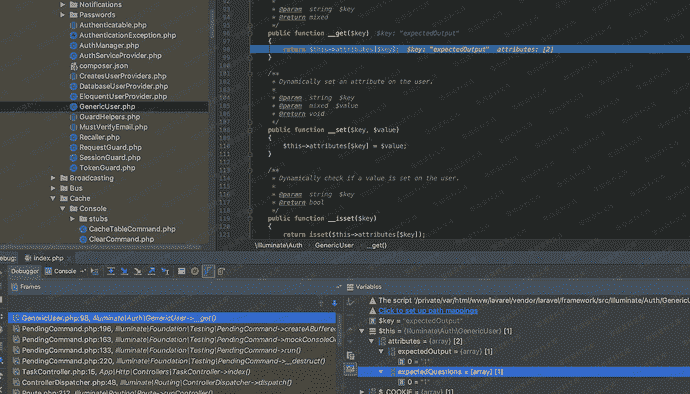 Notifications
Passwords
Authenticatable.php
AuthenticationException.php
AuthManager.php
AuthServiceProvider.php
composer.json
CreatesUserProviders.php
DatabaseUserProvider.php
EloquentUserProvider.php
GenericUser.php
GuardHelpers.php
MustVerifyEmail.php
Recaller.php
RequestGuard.php
SessionGuard.php
TokenGuard.php
Broadcasting
Bus
Cache
Console
stubs
CacheTableCommand.php
ClearCommand.php
* @param string $key
* @return mixed
*/
public function __get($key) $key: "expectedOutput"
{
return $this->attributes[$key]; $key: "expectedOutput" attributes: [2]
}
/**
* Dynamically set an attribute on the user.
*
* @param string $key
* @param mixed $value
* @return void
*/
public function __set($key, $value)
{
$this->attributes[$key] = $value;
}
/**
* Dynamically check if a value is set on the user.
*
* @param string $key
* @return bool
*/
public function __isset($key)
{
return isset($this->attributes[$key]);
\Illuminate\Auth GenericUser __get()
Debug: index.php
Debugger Console
Frames
GenericUser.php:98, Illuminate\Auth\GenericUser->__get()
PendingCommand.php:196, Illuminate\Foundation\Testing\PendingCommand->createABufferedO
PendingCommand.php:163, Illuminate\Foundation\Testing\PendingCommand->mockConsoleO
PendingCommand.php:133, Illuminate\Foundation\Testing\PendingCommand->run()
PendingCommand.php:220, Illuminate\Foundation\Testing\PendingCommand->__destruct()
TaskController.php:15, App\Http\Controllers\TaskController->index()
ControllerDispatcher.php:48, Illuminate\Routing\ControllerDispatcher->dispatch()
Route.php:212, Illuminate\Routing\Route->runController()
Variables
The script '/private/var/html/www/laravel/vendor/laravel/framework/src/Illuminate/Auth/Generic
Click to set up path mappings
$key = "expectedOutput"
$this = {Illuminate\Auth\GenericUser} [1]
attributes = {array} [2]
expectedOutput = {array} [1]
0 = "1"
expectedQuestions = {array} [1]
0 = "1"
$_COOKIE = {array} [1]